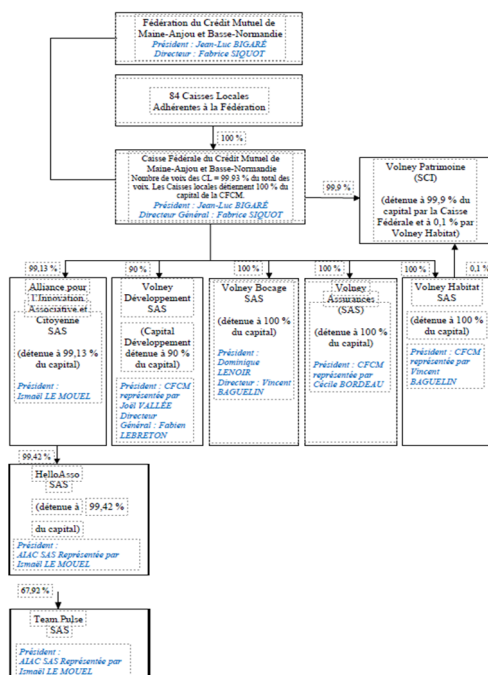 Fédération du Crédit Mutuel de
Maine-Anjou et Basse-Normandie
Président : Jean-Luc BIGARÉ
Directeur : Fabrice SIQUOT
84 Caisses Locales
Adhérentes à la Fédération
100 %
Caisse Fédérale du Crédit Mutuel de
Maine-Anjou et Basse-Normandie
Nombre de voix des CL = 99.93 % du total des
voix. Les Caisses locales détiennent 100 % du
capital de la CFCM.
Président : Jean-Luc BIGARÉ
Directeur Général : Fabrice SIQUOT
99,9 %
Volney Patrimoine
(SCI)
(détenue à 99,9 % du
capital par la Caisse
Fédérale et à 0,1 % par
Volney Habitat)
99,13 %
90 %
100 %
100 %
100 %
0,1 %
Alliance pour
l'Innovation
Associative et
Citoyenne
SAS
(détenue à 99,13 %
du capital)
Président :
Ismaël LE MOUEL
Volney
Développement
SAS
(Capital
Développement
détenue à 90 %
du capital)
Président : CFCM
représentée par
Joël VALLÉE
Directeur
Général : Fabien
LEBRETON
Volney Bocage
SAS
(détenue à 100 %
du capital)
Président :
Dominique
LENOIR
Directeur : Vincent
BAGUELIN
Volney
Assurances
(SAS)
(détenue à 100 %
du capital)
Président : CFCM
représentée par
Cécile BORDEAU
Volney Habitat
SAS
(détenue à 100 %
du capital)
Président : CFCM
représentée par
Vincent
BAGUELIN
99,42 %
HelloAsso
SAS
(détenue à 99,42 %
du capital)
Président :
AIAC SAS Représentée par
Ismaël LE MOUEL
67,92 %
Team Pulse
SAS
Président :
AIAC SAS Représentée par
Ismaël LE MOUEL